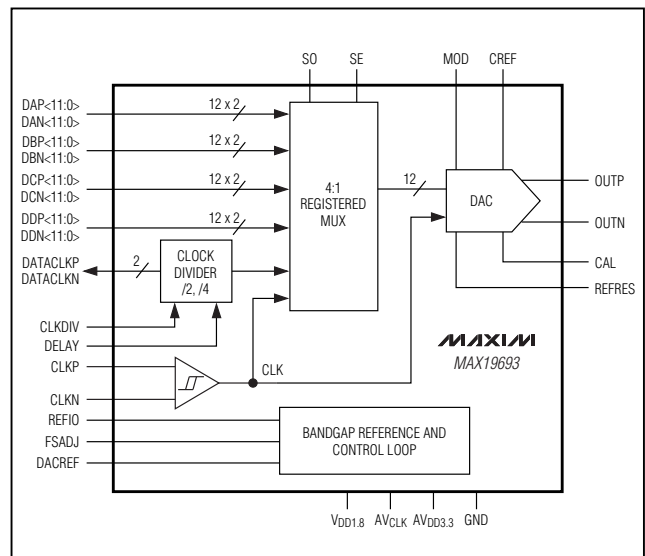 SO
SE
MOD
CREF
DAP<11:0>
DAN<11:0>
12 x 2
DBP<11:0>
DBN<11:0>
12 x 2
DCP<11:0>
DCN<11:0>
12 x 2
DDP<11:0>
DDN<11:0>
12 x 2
4:1
REGISTERED
MUX
12
DAC
OUTP
OUTN
CAL
REFRES
DATACLKP
DATACLKN
2
CLOCK
DIVIDER
/2, /4
CLKDIV
DELAY
CLKP
CLK
CLKN
MAXIM
MAX19693
REFIO
FSADJ
DACREF
BANDGAP REFERENCE AND
CONTROL LOOP
VDD1.8
AVCLK
AVDD3.3
GND